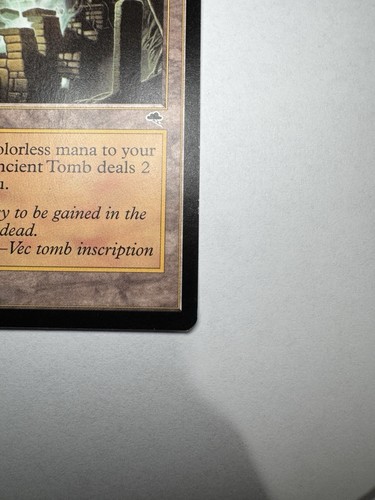 olorless mana to your
ncient Tomb deals 2
u.
y to be gained in the
dead.
—Vec tomb inscription